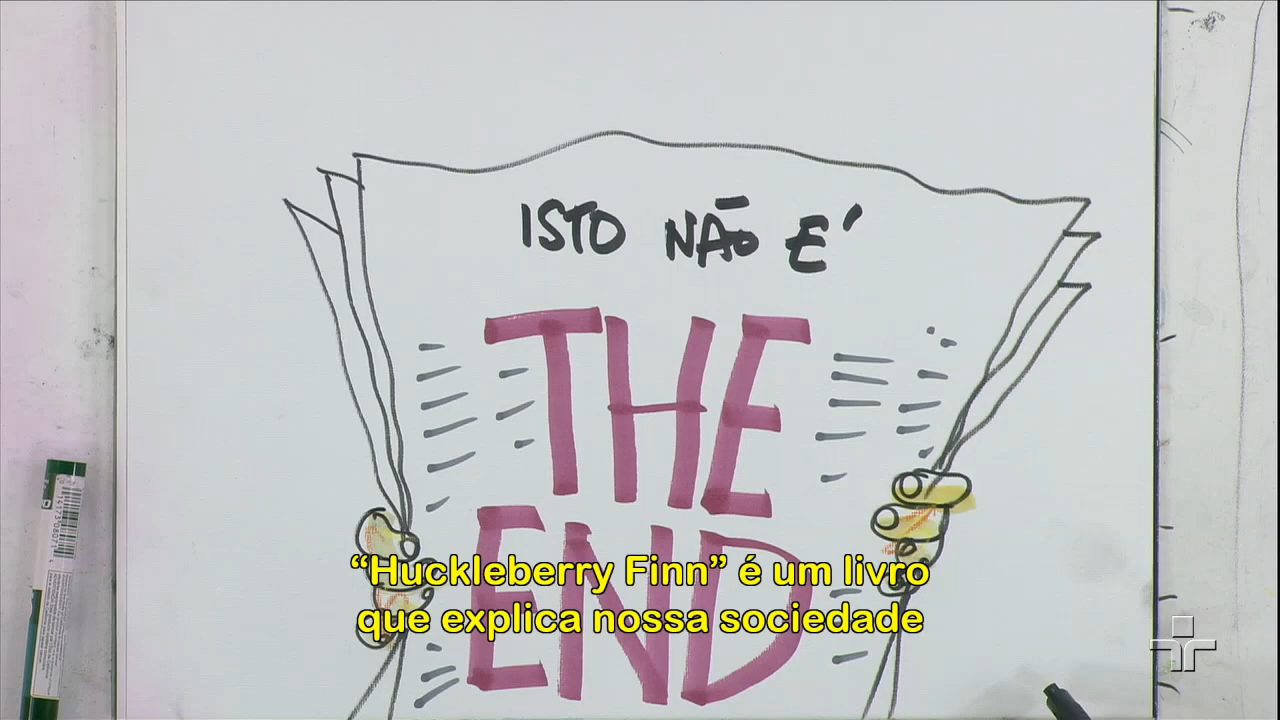 ISTO NÃO É
THE
END
“Huckleberry Finn” é um livro
que explica nossa sociedade